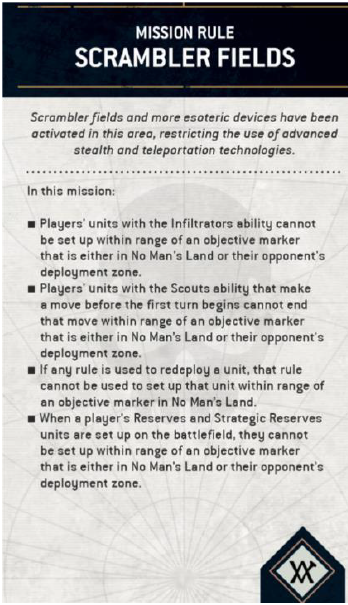 MISSION RULE
SCRAMBLER FIELDS
Scrambler fields and more esoteric devices have been
activated in this area, restricting the use of advanced
stealth and teleportation technologies.
In this mission:
■ Players' units with the Infiltrators ability cannot
be set up within range of an objective marker
that is either in No Man's Land or their opponent's
deployment zone.
■ Players' units with the Scouts ability that make
a move before the first turn begins cannot end
that move within range of an objective marker
that is either in No Man's Land or their opponent's
deployment zone.
■ If any rule is used to redeploy a unit, that rule
cannot be used to set up that unit within range of
an objective marker in No Man's Land.
■ When a player's Reserves and Strategic Reserves
units are set up on the battlefield, they cannot
be set up within range of an objective marker
that is either in No Man's Land or their opponent's
deployment zone.